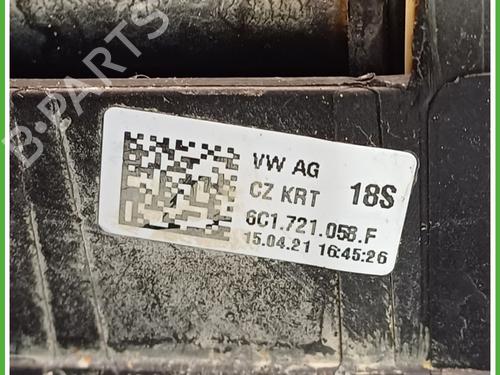 B-PARTS
VW AG
CZ KRT 18S
6C1.721.058.F
15.04.21 16:45:26